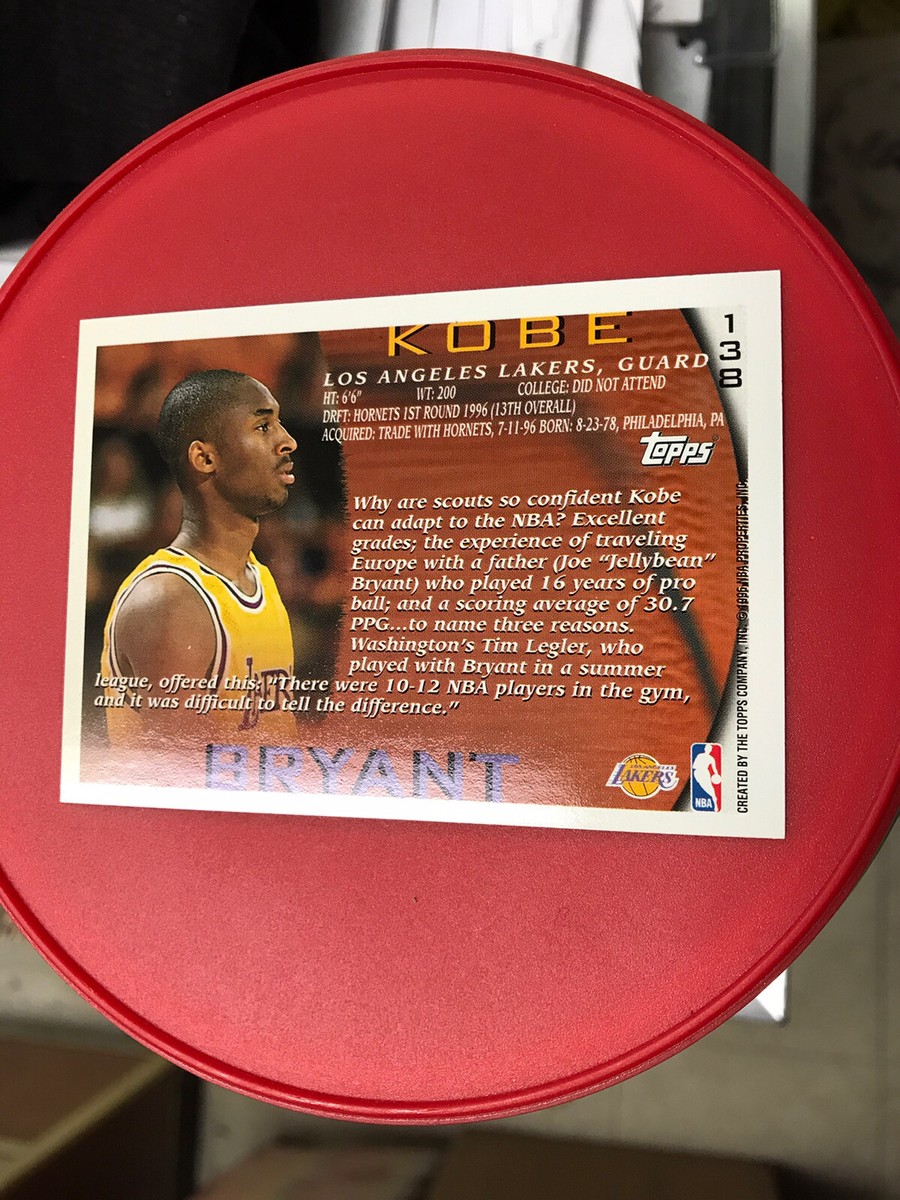 KOBE
138
LOS ANGELES LAKERS, GUARD
HT: 6'6" WT: 200 COLLEGE: DID NOT ATTEND
DRFT: HORNETS 1ST ROUND 1996 (13TH OVERALL)
ACQUIRED: TRADE WITH HORNETS, 7-11-96 BORN: 8-23-78, PHILADELPHIA, PA
TOPPS
Why are scouts so confident Kobe
can adapt to the NBA? Excellent
grades; the experience of traveling
Europe with a father (Joe "Jellybean"
Bryant) who played 16 years of pro
ball; and a scoring average of 30.7
PPG...to name three reasons.
Washington's Tim Legler, who
played with Bryant in a summer
league, offered this: "There were 10-12 NBA players in the gym,
and it was difficult to tell the difference."
BRYANT
LOS ANGELES
LAKERS
NBA
CREATED BY THE TOPPS COMPANY, INC. © 1996 NBA PROPERTIES, INC.